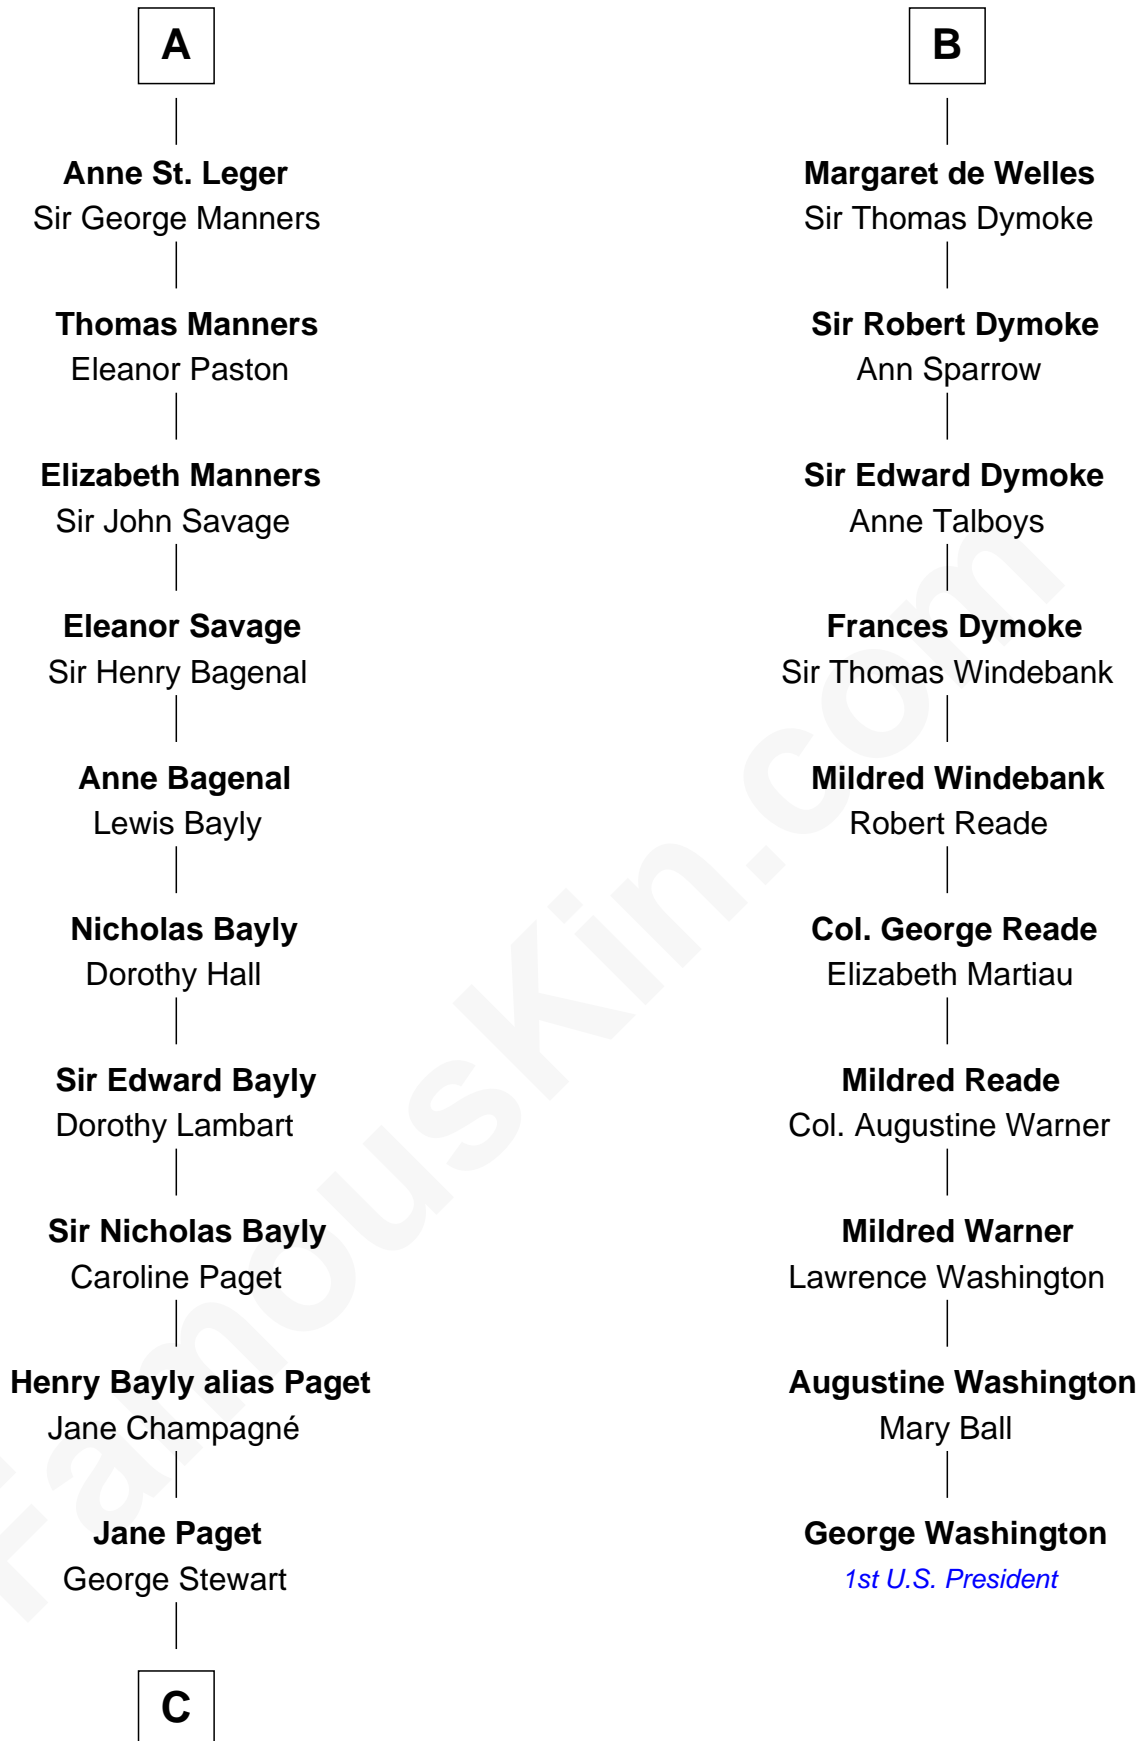 A
Anne St. Leger
Sir George Manners
Thomas Manners
Eleanor Paston
Elizabeth Manners
Sir John Savage
Eleanor Savage
Sir Henry Bagenal
Anne Bagenal
Lewis Bayly
Nicholas Bayly
Dorothy Hall
Sir Edward Bayly
Dorothy Lambart
Sir Nicholas Bayly
Caroline Paget
Henry Bayly alias Paget
Jane Champagné
Jane Paget
George Stewart
C
B
Margaret de Welles
Sir Thomas Dymoke
Sir Robert Dymoke
Ann Sparrow
Sir Edward Dymoke
Anne Talboys
Frances Dymoke
Sir Thomas Windebank
Mildred Windebank
Robert Reade
Col. George Reade
Elizabeth Martiau
Mildred Reade
Col. Augustine Warner
Mildred Warner
Lawrence Washington
Augustine Washington
Mary Ball
George Washington
1st U.S. President
FamousKin.com